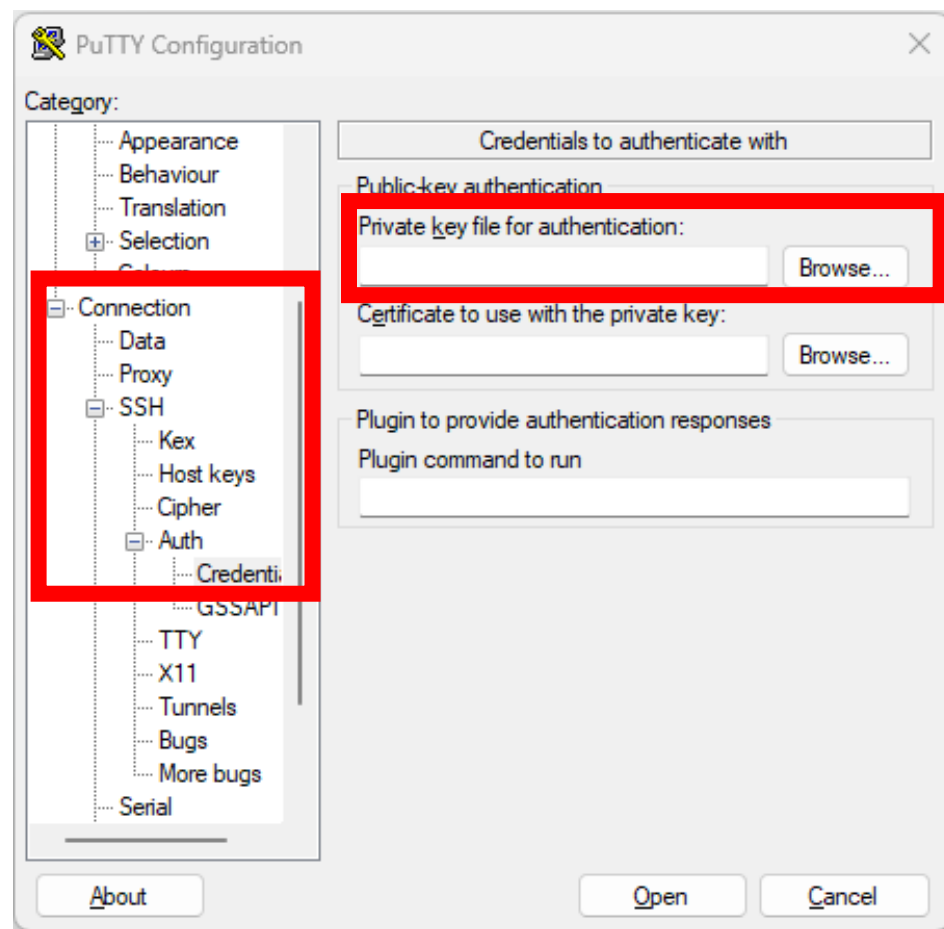 PuTTY Configuration
Category:
Appearance
Behaviour
Translation
Selection
Connection
Data
Proxy
SSH
Kex
Host keys
Cipher
Auth
Credenti
GSSAPI
TTY
X11
Tunnels
Bugs
More bugs
Serial
Credentials to authenticate with
Public-key authentication
Private key file for authentication:
Browse...
Certificate to use with the private key:
Browse...
Plugin to provide authentication responses
Plugin command to run
About
Open
Cancel